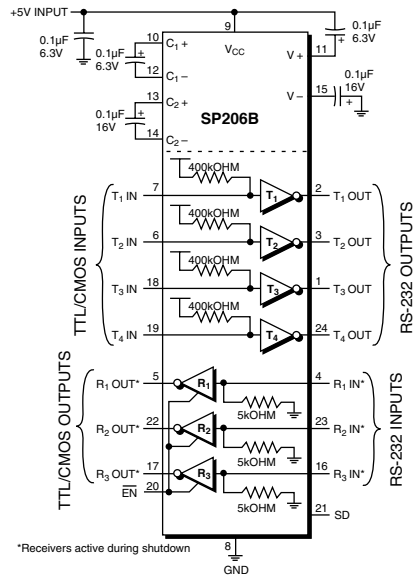 +5V INPUT
9
0.1µF
6.3V
10
C1+
VCC
V+
11
0.1µF
6.3V
0.1µF
6.3V
12
C1–
13
C2+
V–
15
0.1µF
16V
0.1µF
16V
14
C2–
SP206B
400kOHM
T1 IN
7
T1
2
T1 OUT
400kOHM
T2 IN
6
T2
3
T2 OUT
400kOHM
T3 IN
18
T3
1
T3 OUT
400kOHM
T4 IN
19
T4
24
T4 OUT
TTL/CMOS INPUTS
RS-232 OUTPUTS
R1 OUT*
5
R1
4
R1 IN*
5kOHM
R2 OUT*
22
R2
23
R2 IN*
5kOHM
R3 OUT*
17
R3
16
R3 IN*
5kOHM
TTL/CMOS OUTPUTS
RS-232 INPUTS
EN
20
21
SD
*Receivers active during shutdown
8
GND